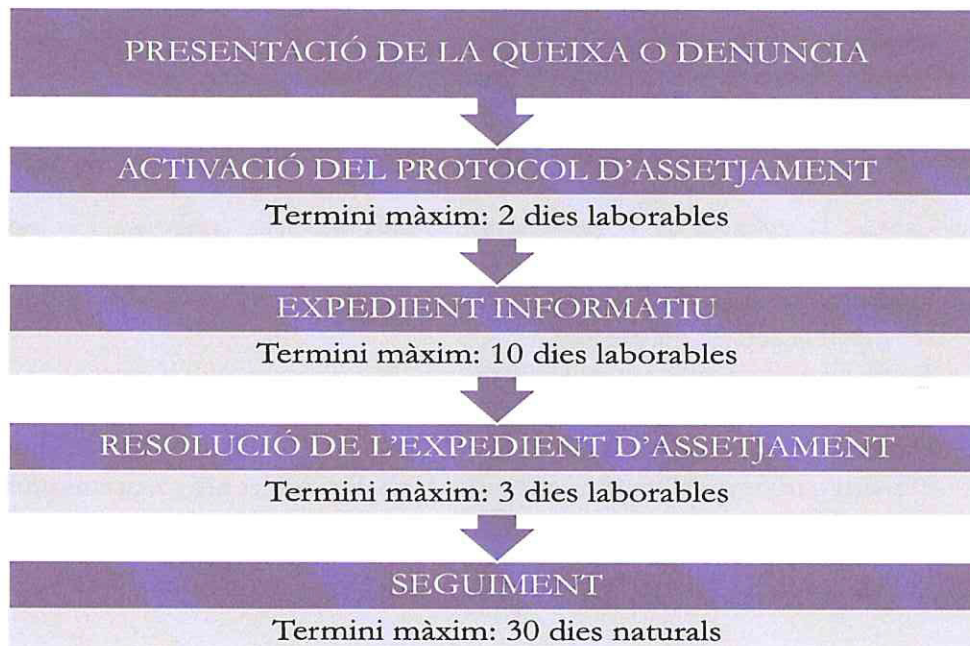 PRESENTACIÓ DE LA QUEIXA O DENUNCIA
ACTIVACIÓ DEL PROTOCOL D'ASSETJAMENT
Termini màxim: 2 dies laborables
EXPEDIENT INFORMATIU
Termini màxim: 10 dies laborables
RESOLUCIÓ DE L'EXPEDIENT D'ASSETJAMENT
Termini màxim: 3 dies laborables
SEGUIMENT
Termini màxim: 30 dies naturals